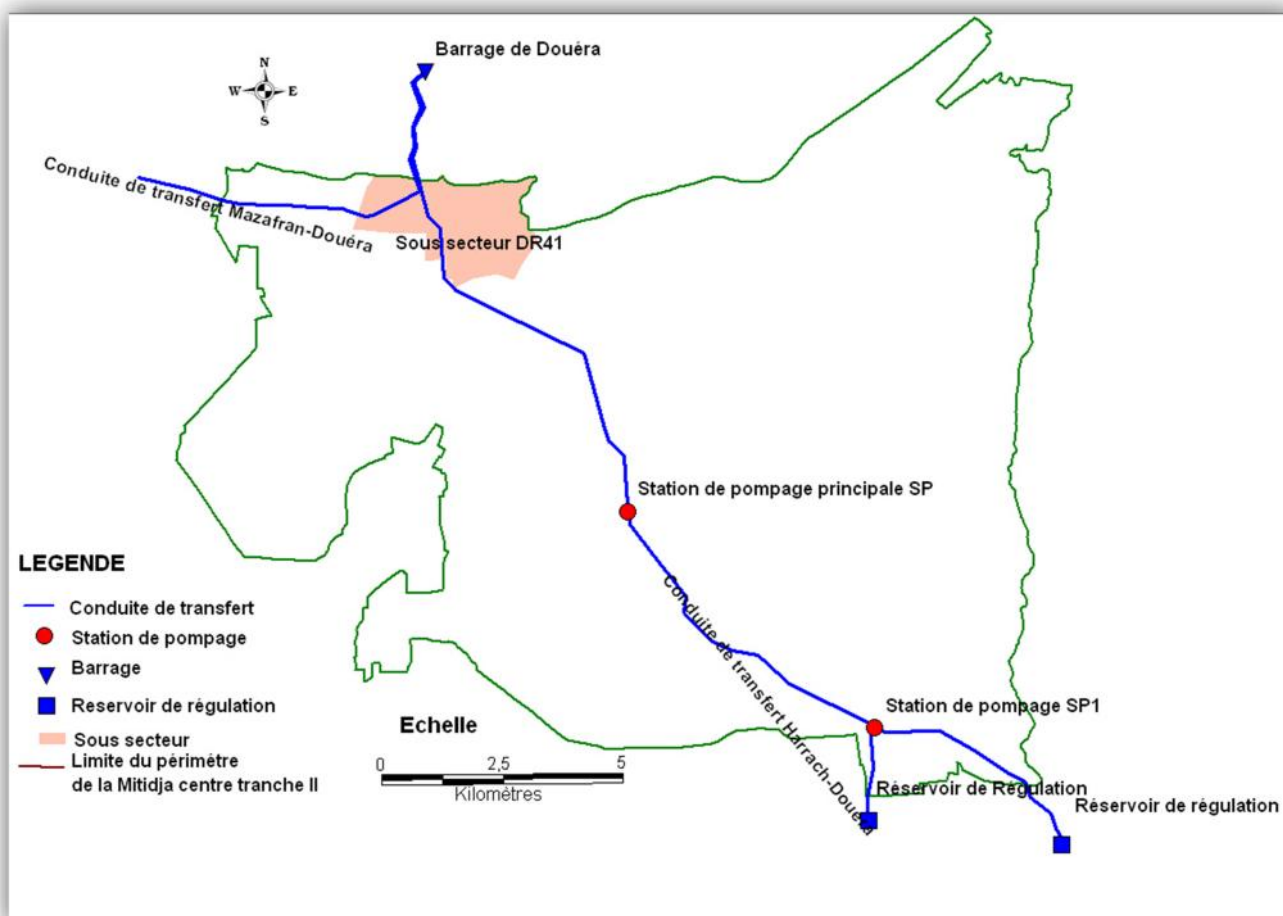 Barrage de Douéra
N
W E
S
Conduite de transfert Mazafran-Douéra
Sous secteur DR41
Station de pompage principale SP
Conduite de transfert Harrach-Douéra
Station de pompage SP1
Réservoir de Régulation
Réservoir de régulation
LEGENDE
Conduite de transfert
Station de pompage
Barrage
Reservoir de régulation
Sous secteur
Limite du périmètre
de la Mitidja centre tranche II
Echelle
0 2,5 5
Kilomètres